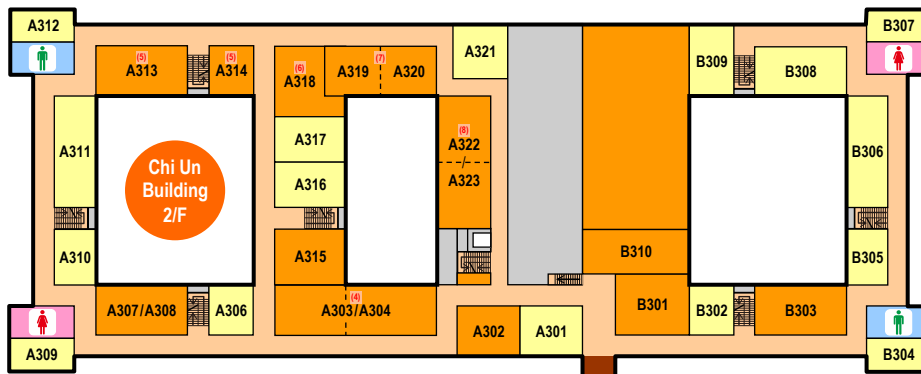 A312
B307
(5)
A313
(5)
A314
(6)
A318
A319
(7)
A320
A321
B309
B308
A311
A317
A316
(8)
A322
/
A323
B306
Chi Un
Building
2/F
A310
A315
B310
B305
A307/A308
A306
(4)
A303/A304
A302
A301
B301
B302
B303
A309
B304